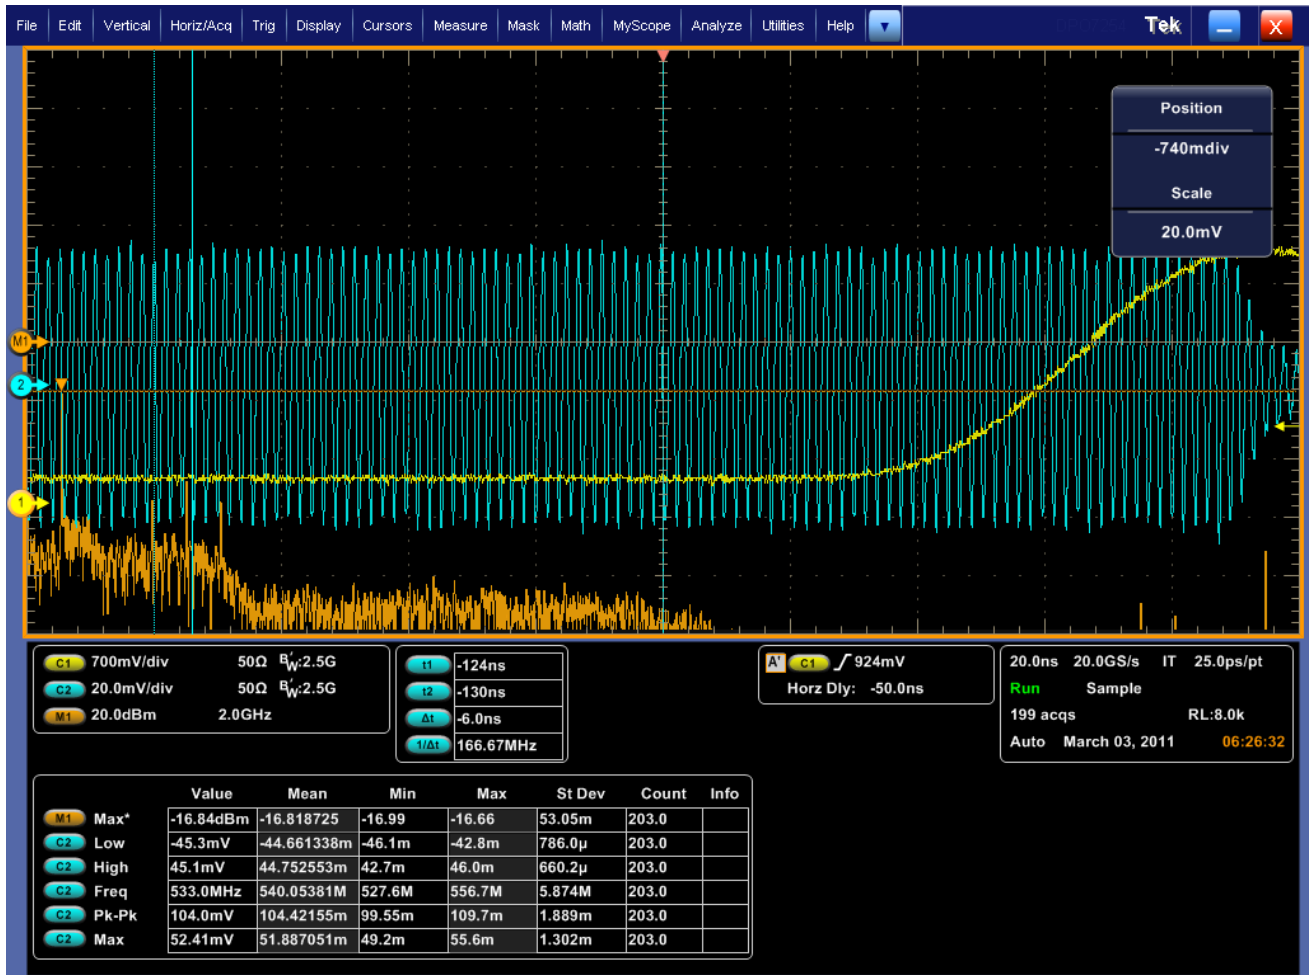 File Edit Vertical Horiz/Acq Trig Display Cursors Measure Mask Math MyScope Analyze Utilities Help Tek X
Position
-740mdiv
Scale
20.0mV
M1
2
1
C1 700mV/div 50Ω BW:2.5G
C2 20.0mV/div 50Ω BW:2.5G
M1 20.0dBm 2.0GHz
t1 -124ns
t2 -130ns
Δt -6.0ns
1/Δt 166.67MHz
A' C1 924mV
Horz Dly: -50.0ns
20.0ns 20.0GS/s IT 25.0ps/pt
Run Sample
199 acqs RL:8.0k
Auto March 03, 2011 06:26:32
Value Mean Min Max St Dev Count Info
M1 Max* -16.84dBm -16.818725 -16.99 -16.66 53.05m 203.0
C2 Low -45.3mV -44.661338m -46.1m -42.8m 786.0µ 203.0
C2 High 45.1mV 44.752553m 42.7m 46.0m 660.2µ 203.0
C2 Freq 533.0MHz 540.05381M 527.6M 556.7M 5.874M 203.0
C2 Pk-Pk 104.0mV 104.42155m 99.55m 109.7m 1.889m 203.0
C2 Max 52.41mV 51.887051m 49.2m 55.6m 1.302m 203.0